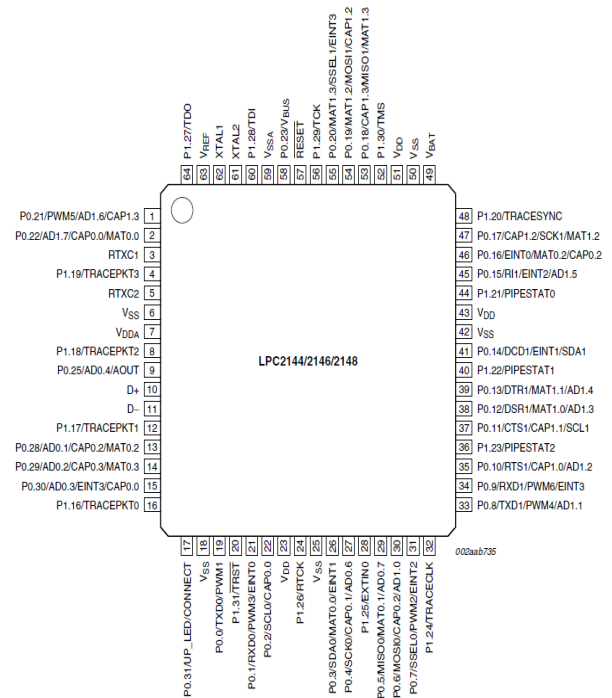 P1.27/TDO
VREF
XTAL1
XTAL2
P1.28/TDI
VSSA
P0.23/VBUS
RESET
P1.29/TCK
P0.20/MAT1.3/SSEL1/EINT3
P0.19/MAT1.2/MOSI1/CAP1.2
P0.18/CAP1.3/MISO1/MAT1.3
P1.30/TMS
VDD
VSS
VBAT
64 63 62 61 60 59 58 57 56 55 54 53 52 51 50 49
P0.21/PWM5/AD1.6/CAP1.3 1
P0.22/AD1.7/CAP0.0/MAT0.0 2
RTXC1 3
P1.19/TRACEPKT3 4
RTXC2 5
VSS 6
VDDA 7
P1.18/TRACEPKT2 8
P0.25/AD0.4/AOUT 9
D+ 10
D− 11
P1.17/TRACEPKT1 12
P0.28/AD0.1/CAP0.2/MAT0.2 13
P0.29/AD0.2/CAP0.3/MAT0.3 14
P0.30/AD0.3/EINT3/CAP0.0 15
P1.16/TRACEPKT0 16
LPC2144/2146/2148
48 P1.20/TRACESYNC
47 P0.17/CAP1.2/SCK1/MAT1.2
46 P0.16/EINT0/MAT0.2/CAP0.2
45 P0.15/RI1/EINT2/AD1.5
44 P1.21/PIPESTAT0
43 VDD
42 VSS
41 P0.14/DCD1/EINT1/SDA1
40 P1.22/PIPESTAT1
39 P0.13/DTR1/MAT1.1/AD1.4
38 P0.12/DSR1/MAT1.0/AD1.3
37 P0.11/CTS1/CAP1.1/SCL1
36 P1.23/PIPESTAT2
35 P0.10/RTS1/CAP1.0/AD1.2
34 P0.9/RXD1/PWM6/EINT3
33 P0.8/TXD1/PWM4/AD1.1
17 18 19 20 21 22 23 24 25 26 27 28 29 30 31 32
P0.31/UP_LED/CONNECT
VSS
P0.0/TXD0/PWM1
P1.31/TRST
P0.1/RXD0/PWM3/EINT0
P0.2/SCL0/CAP0.0
VDD
P1.26/RTCK
VSS
P0.3/SDA0/MAT0.0/EINT1
P0.4/SCK0/CAP0.1/AD0.6
P1.25/EXTIN0
P0.5/MISO0/MAT0.1/AD0.7
P0.6/MOSI0/CAP0.2/AD1.0
P0.7/SSEL0/PWM2/EINT2
P1.24/TRACECLK
002aab735